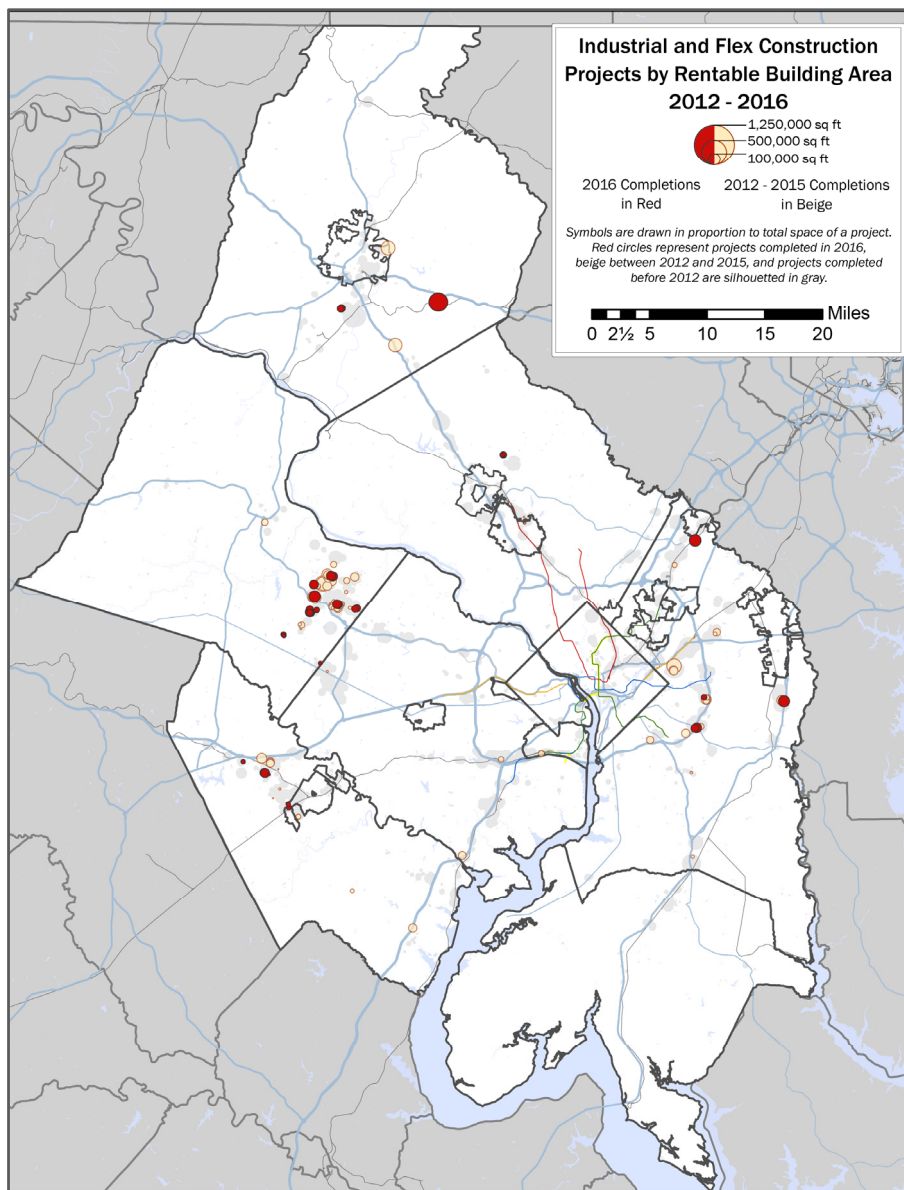 Industrial and Flex Construction
Projects by Rentable Building Area
2012 - 2016
1,250,000 sq ft
500,000 sq ft
100,000 sq ft
2016 Completions
in Red
2012 - 2015 Completions
in Beige
Symbols are drawn in proportion to total space of a project.
Red circles represent projects completed in 2016,
beige between 2012 and 2015, and projects completed
before 2012 are silhouetted in gray.
Miles
0 2½ 5 10 15 20